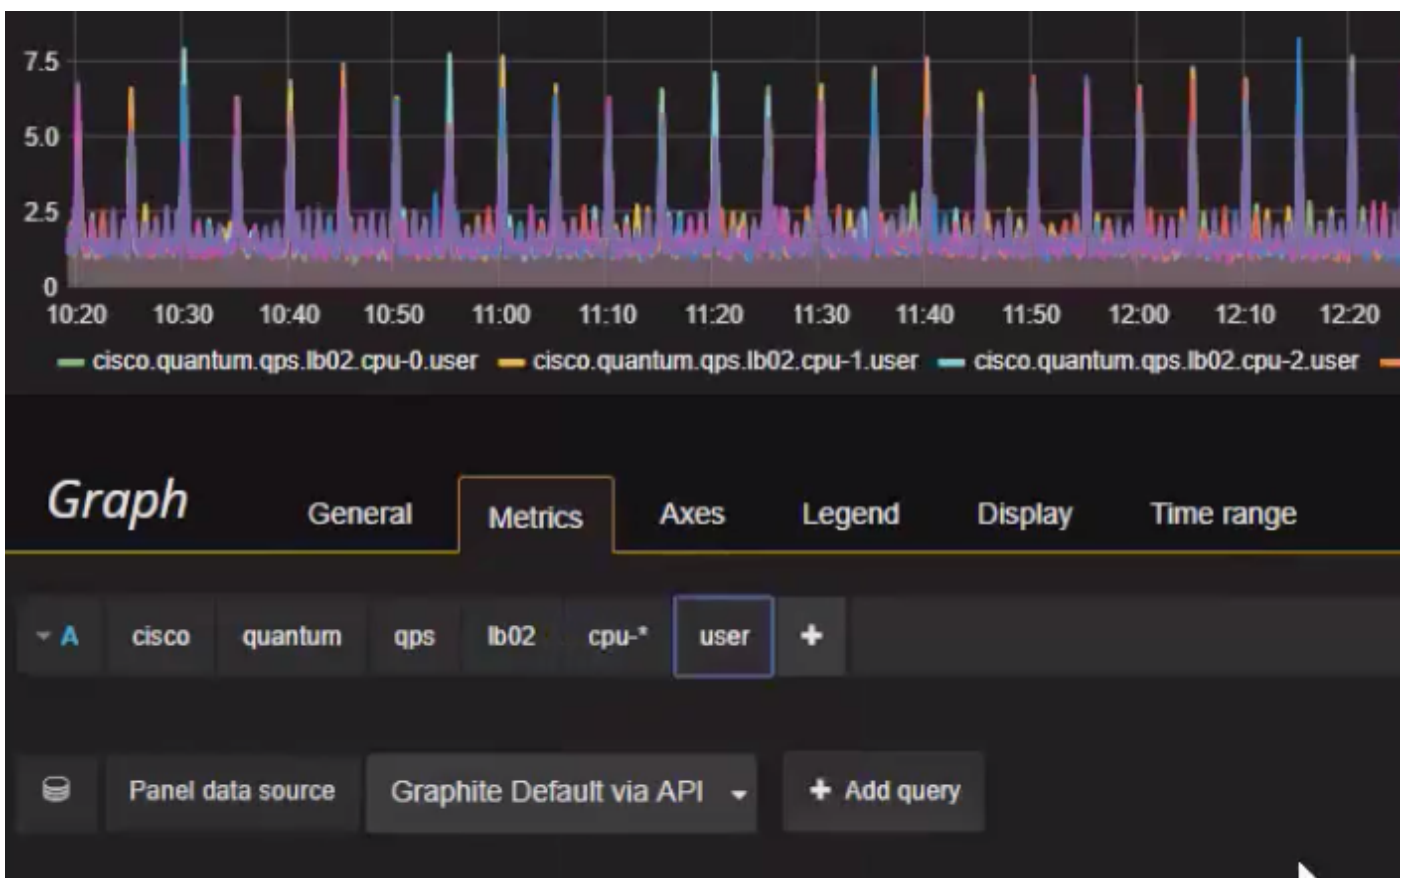 7.5
5.0
2.5
0
10:20 10:30 10:40 10:50 11:00 11:10 11:20 11:30 11:40 11:50 12:00 12:10 12:20
cisco.quantum.qps.lb02.cpu-0.user cisco.quantum.qps.lb02.cpu-1.user cisco.quantum.qps.lb02.cpu-2.user
Graph General Metrics Axes Legend Display Time range
A cisco quantum qps lb02 cpu-* user +
Panel data source Graphite Default via API + Add query